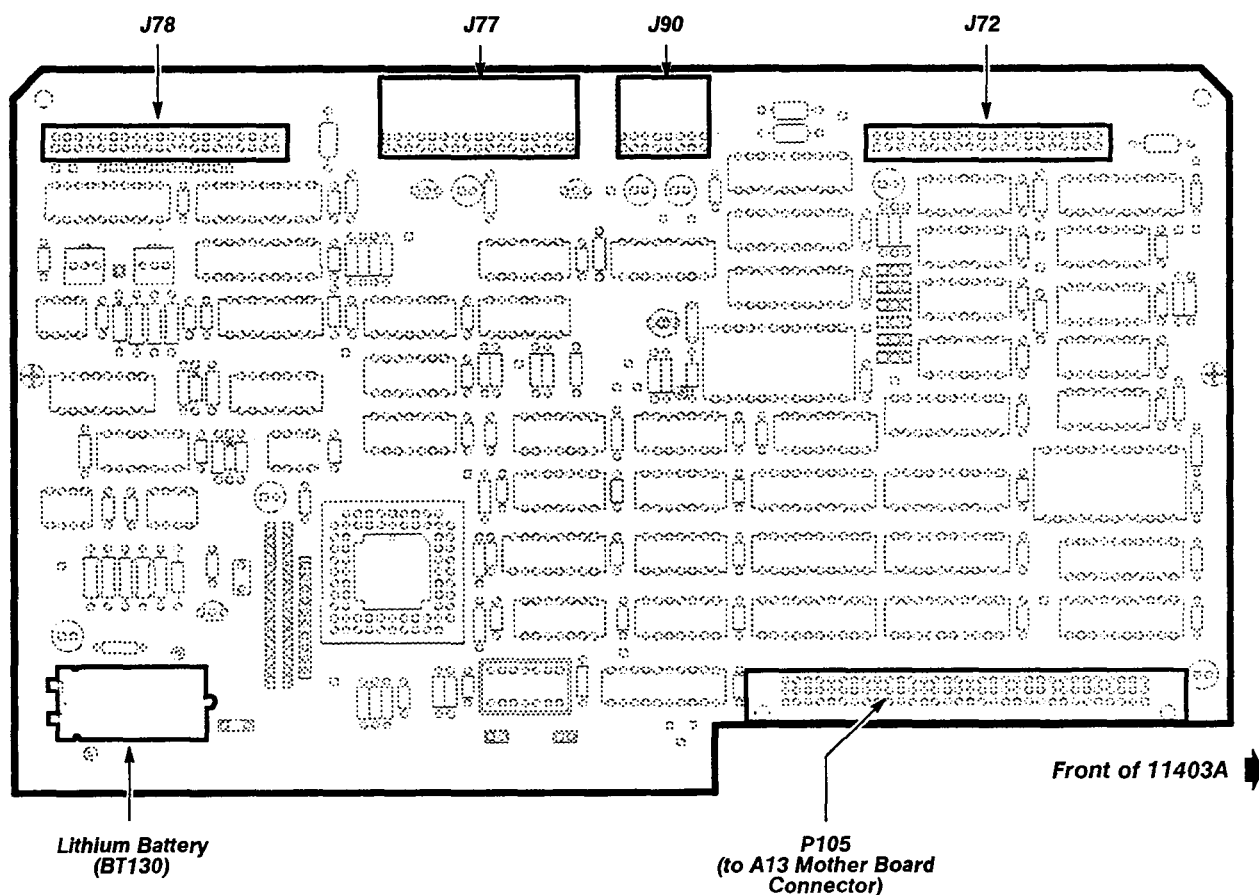 J78
J77
J90
J72
Front of 11403A
Lithium Battery
(BT130)
P105
(to A13 Mother Board
Connector)